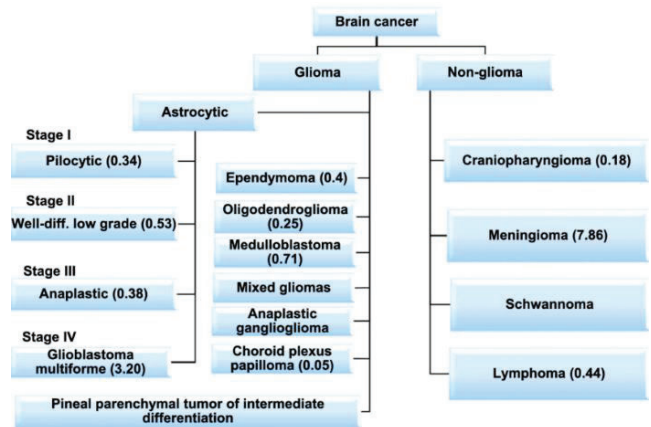 Brain cancer
Glioma
Non-glioma
Astrocytic
Stage I
Pilocytic (0.34)
Stage II
Well-diff. low grade (0.53)
Stage III
Anaplastic (0.38)
Stage IV
Glioblastoma
multiforme (3.20)
Ependymoma (0.4)
Oligodendroglioma
(0.25)
Medulloblastoma
(0.71)
Mixed gliomas
Anaplastic
ganglioglioma
Choroid plexus
papilloma (0.05)
Pineal parenchymal tumor of intermediate
differentiation
Craniopharyngioma (0.18)
Meningioma (7.86)
Schwannoma
Lymphoma (0.44)